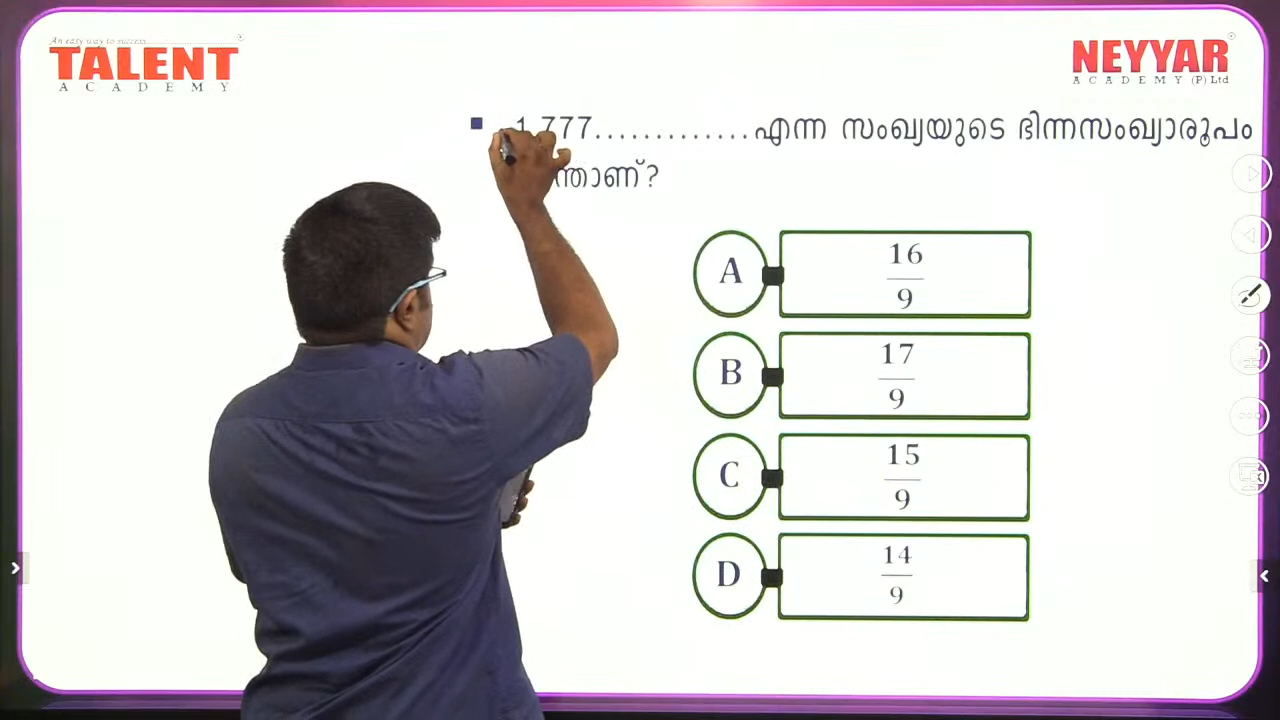 An easy way to success
TALENT
ACADEMY
NEYYAR
ACADEMY (P) Ltd
1.777.............എന്ന സംഖ്യയുടെ ഭിന്നസംഖ്യാരൂപം
?
A 16/9
B 17/9
C 15/9
D 14/9